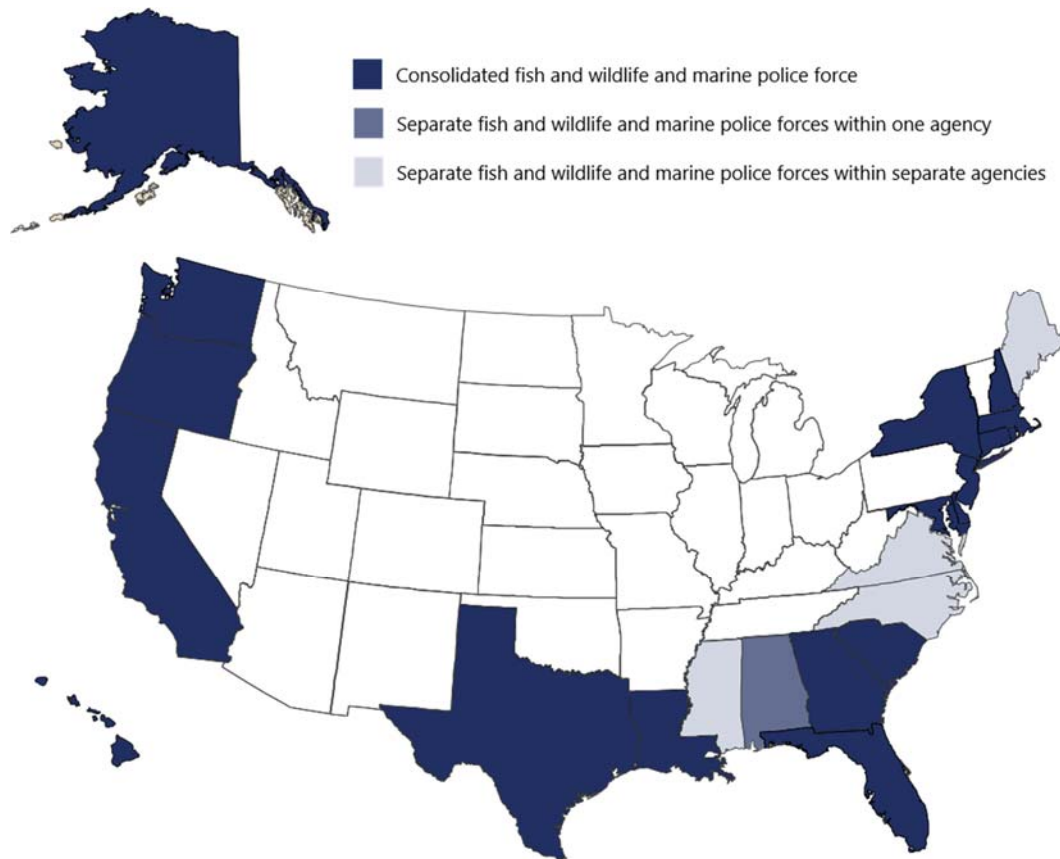 Consolidated fish and wildlife and marine police force
Separate fish and wildlife and marine police forces within one agency
Separate fish and wildlife and marine police forces within separate agencies